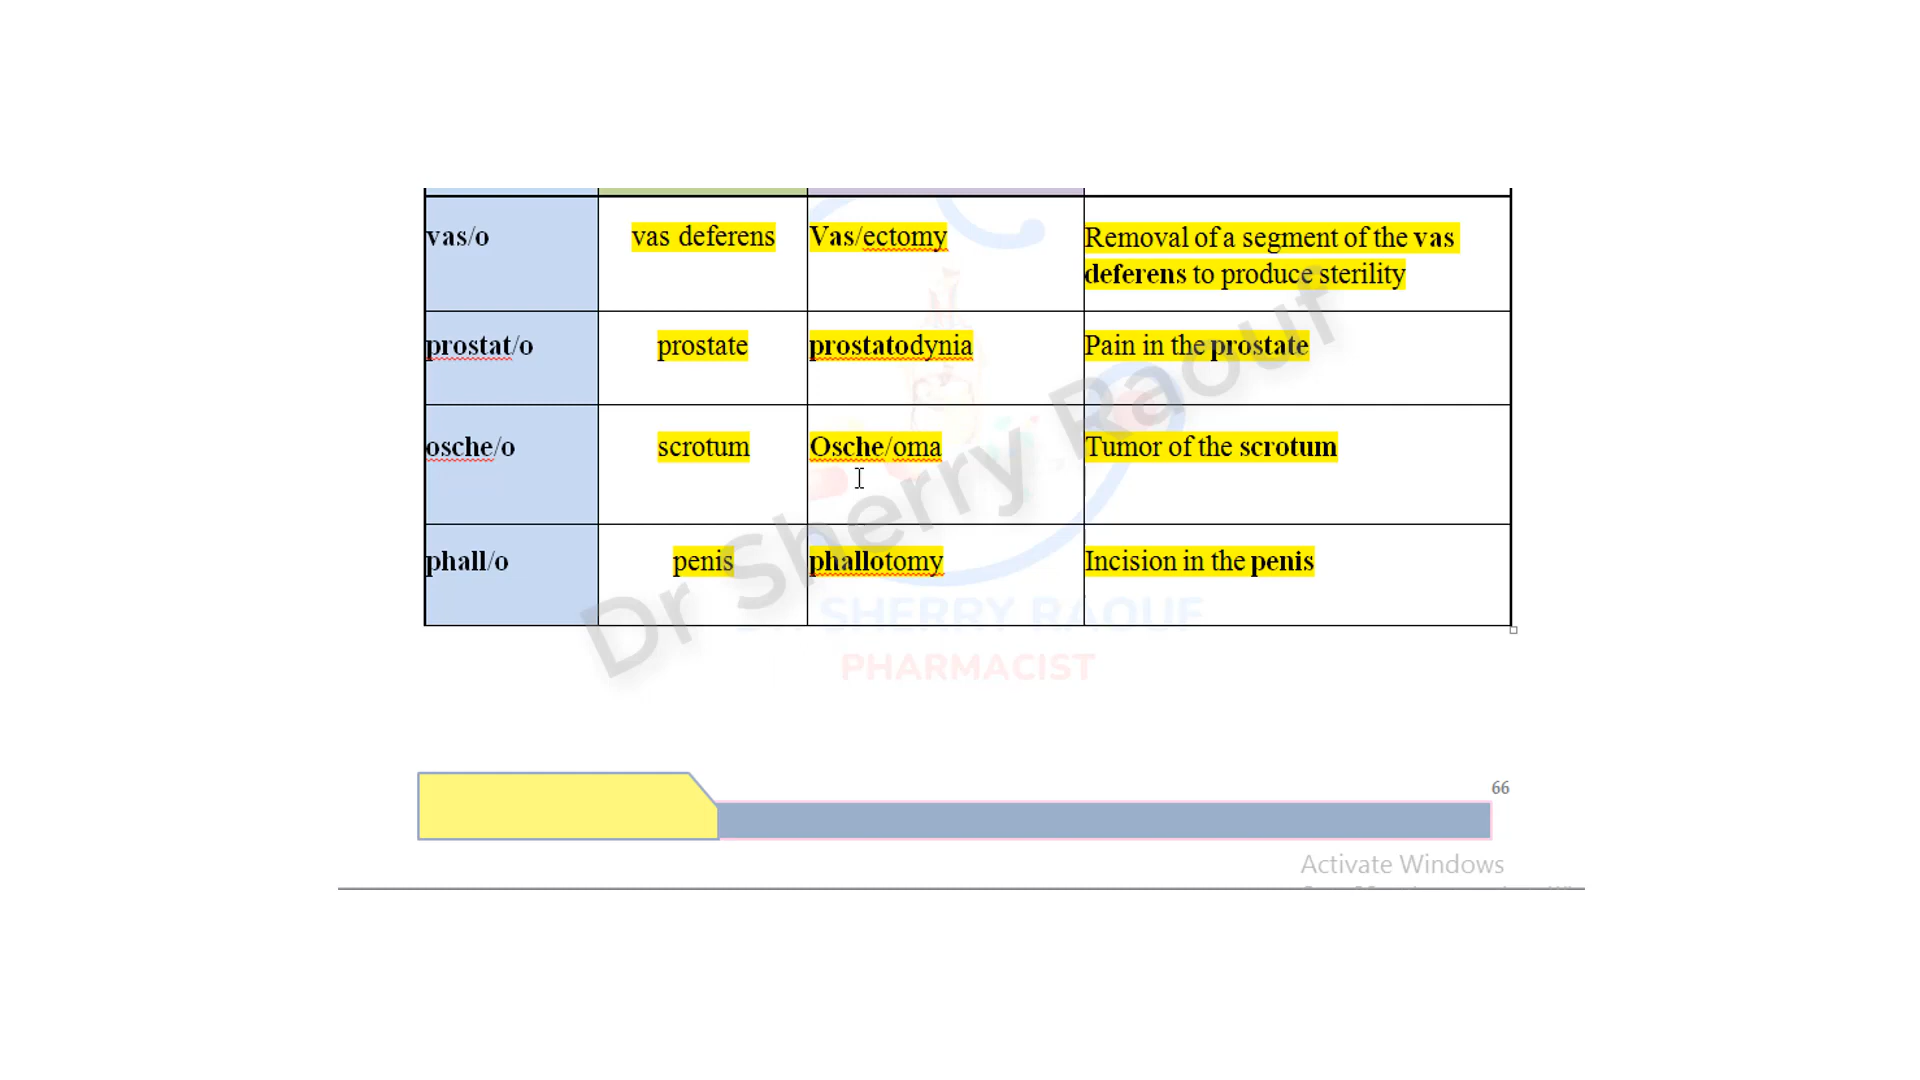 vas/o vas deferens Vas/ectomy Removal of a segment of the vas
deferens to produce sterility
prostat/o prostate prostatodynia Pain in the prostate
osche/o scrotum Osche/oma Tumor of the scrotum
phall/o penis phallotomy Incision in the penis
Dr Sherry Raouf
SHERRY RAOUF
PHARMACIST
66
Activate Windows